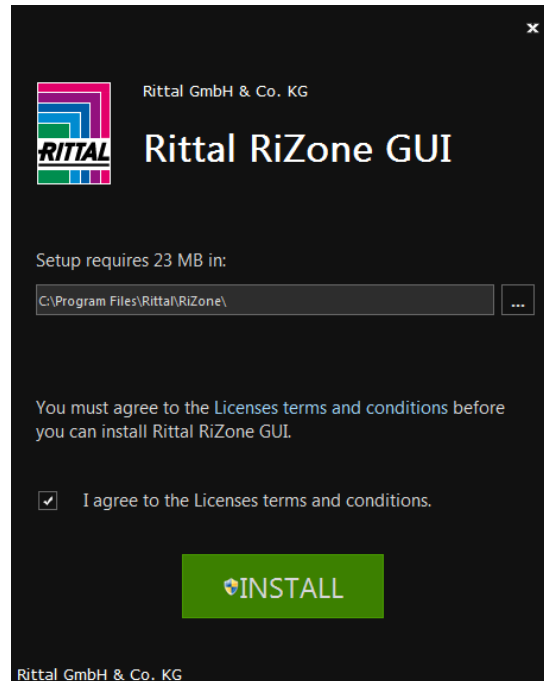 x
Rittal GmbH & Co. KG
RITTAL
Rittal RiZone GUI
Setup requires 23 MB in:
C:\Program Files\Rittal\RiZone\
...
You must agree to the Licenses terms and conditions before
you can install Rittal RiZone GUI.
I agree to the Licenses terms and conditions.
INSTALL
Rittal GmbH & Co. KG